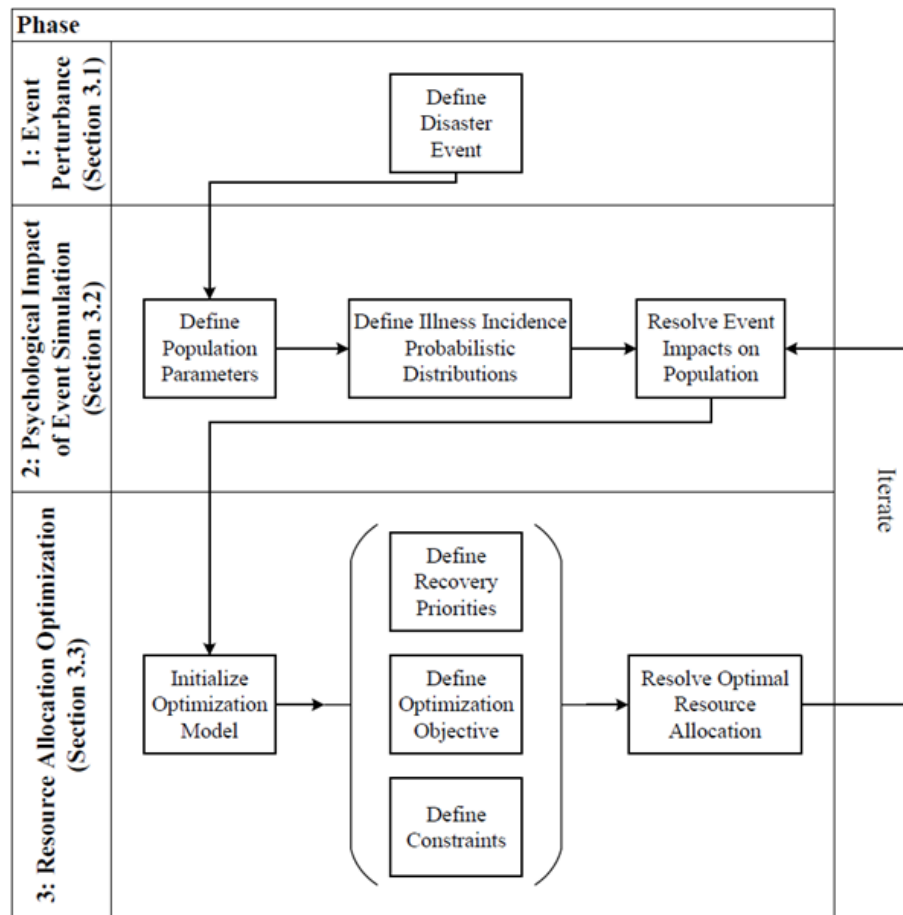 Phase
1: Event
Perturbance
(Section 3.1)
Define
Disaster
Event
2: Psychological Impact
of Event Simulation
(Section 3.2)
Define
Population
Parameters
Define Illness Incidence
Probabilistic
Distributions
Resolve Event
Impacts on
Population
Iterate
3: Resource Allocation Optimization
(Section 3.3)
Initialize
Optimization
Model
Define
Recovery
Priorities
Define
Optimization
Objective
Define
Constraints
Resolve Optimal
Resource
Allocation